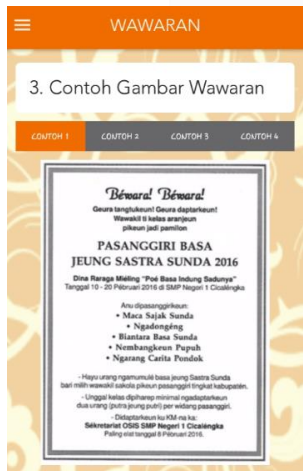 WAWARAN
3. Contoh Gambar Wawaran
CONTOH 1
CONTOH 2
CONTOH 3
CONTOH 4
Béwara! Béwara!
Geura tangtukeun! Geura daptarkeun!
Wawakil ti kelas aranjeun
pikeun jadi pamilon
PASANGGIRI BASA
JEUNG SASTRA SUNDA 2016
Dina Raraga Miéling "Poé Basa Indung Sadunya"
Tanggal 10 - 20 Pébruari 2016 di SMP Negeri 1 Cicaléngka
Anu dipasanggirikeun:
• Maca Sajak Sunda
• Ngadongéng
• Biantara Basa Sunda
• Nembangkeun Pupuh
• Ngarang Carita Pondok
- Hayu urang ngamumulé basa jeung Sastra Sunda
bari milih wawakil sakola pikeun pasanggiri tingkat kabupatén.
- Unggal kelas dipiharep minimal ngadaptarkeun
dua urang (putra jeung putri) per widang pasanggiri.
- Didaptarkeun ku KM-na ka:
Sékretariat OSIS SMP Negeri 1 Cicaléngka
Paling elat tanggal 8 Pébruari 2016.